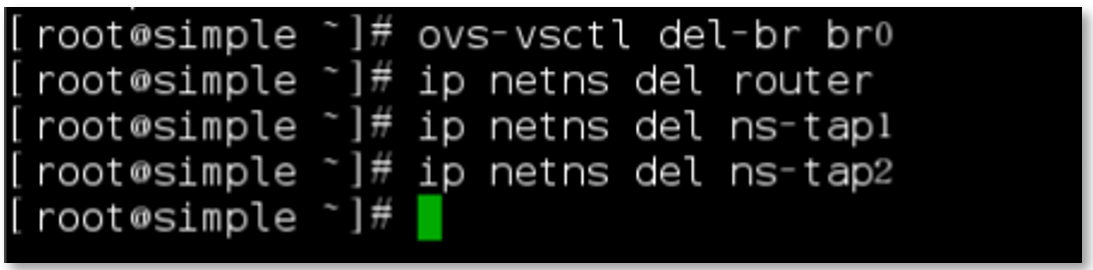 [root@simple ~]# ovs-vsctl del-br br0
[root@simple ~]# ip netns del router
[root@simple ~]# ip netns del ns-tap1
[root@simple ~]# ip netns del ns-tap2
[root@simple ~]#